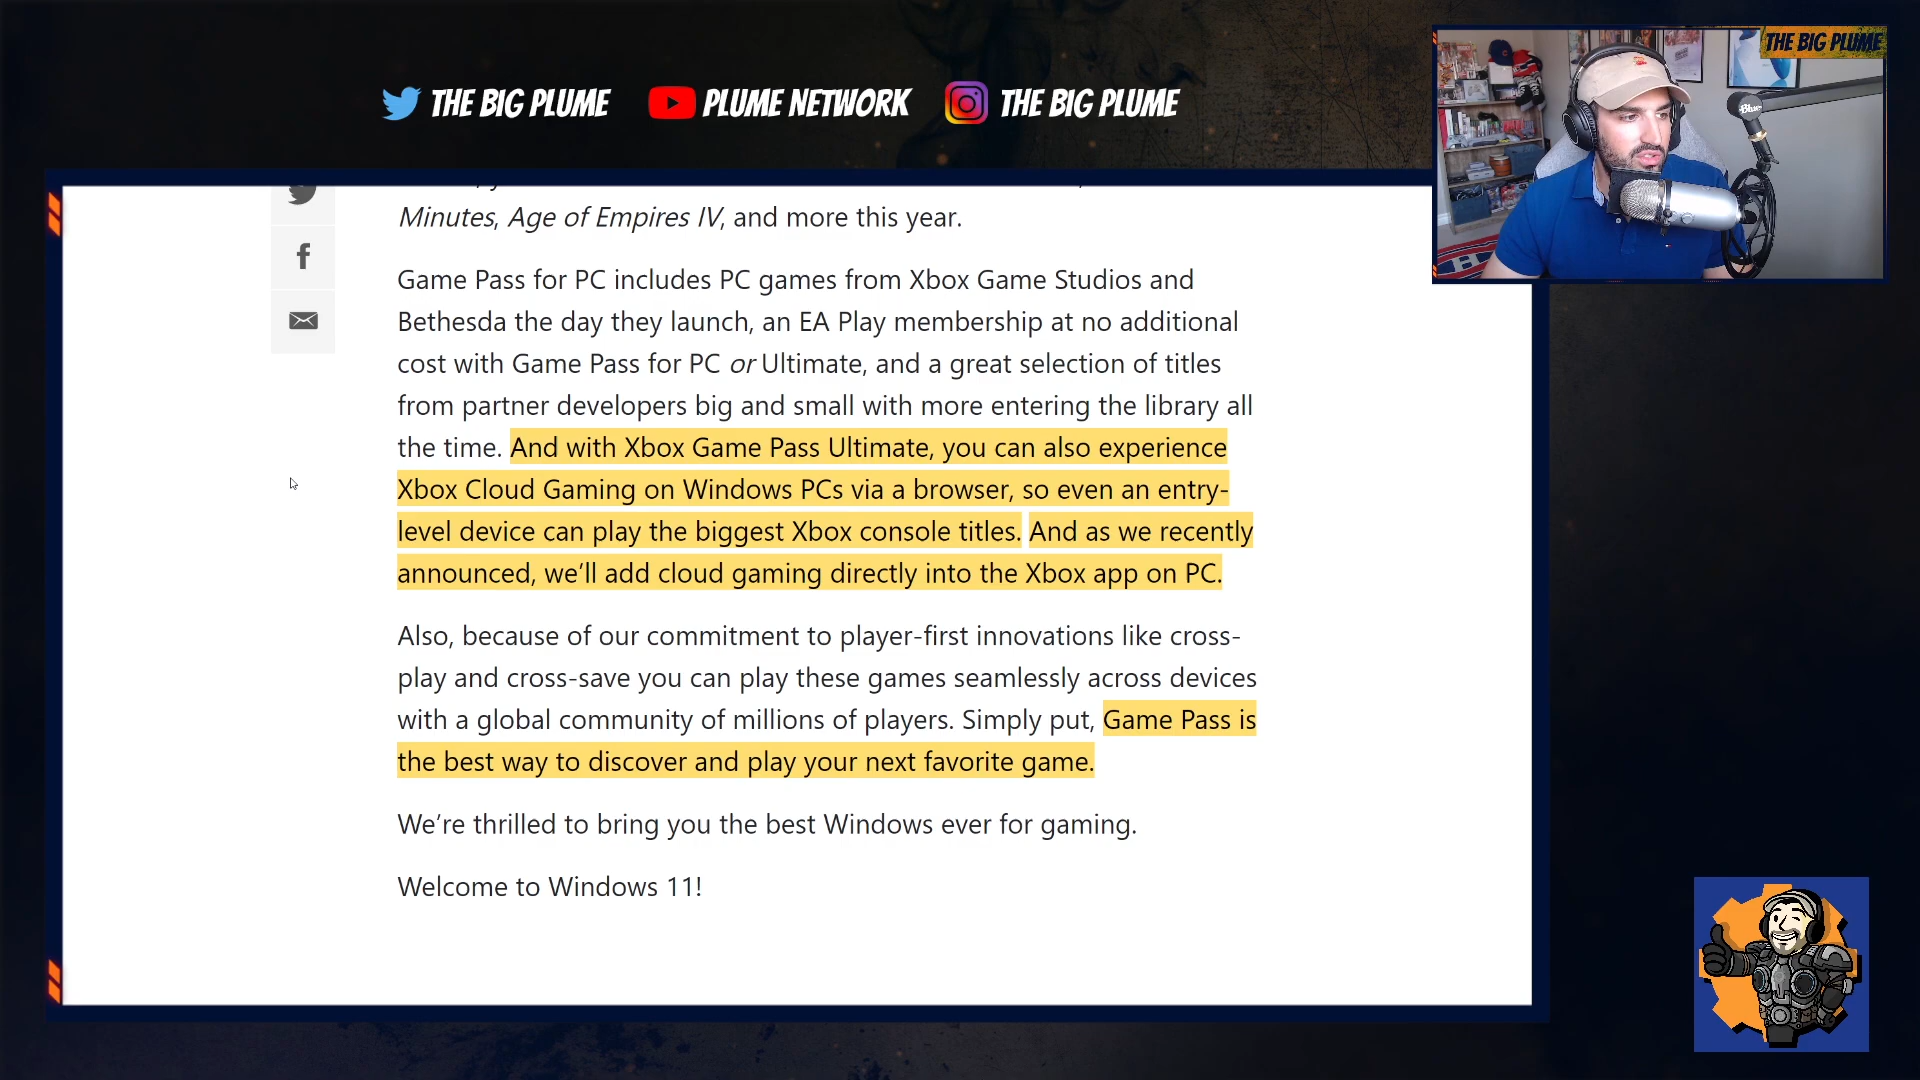 THE BIG PLUME
THE BIG PLUME PLUME NETWORK THE BIG PLUME
Minutes, Age of Empires IV, and more this year.
Game Pass for PC includes PC games from Xbox Game Studios and
Bethesda the day they launch, an EA Play membership at no additional
cost with Game Pass for PC or Ultimate, and a great selection of titles
from partner developers big and small with more entering the library all
the time. And with Xbox Game Pass Ultimate, you can also experience
Xbox Cloud Gaming on Windows PCs via a browser, so even an entry-
level device can play the biggest Xbox console titles. And as we recently
announced, we’ll add cloud gaming directly into the Xbox app on PC.
Also, because of our commitment to player-first innovations like cross-
play and cross-save you can play these games seamlessly across devices
with a global community of millions of players. Simply put, Game Pass is
the best way to discover and play your next favorite game.
We’re thrilled to bring you the best Windows ever for gaming.
Welcome to Windows 11!
Blue